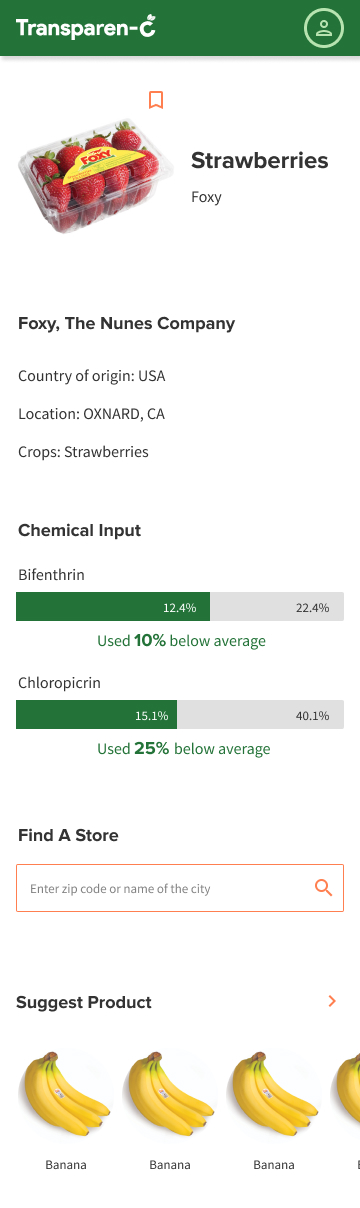 Transparen-C
Foxy
Strawberries
Foxy
Foxy, The Nunes Company
Country of origin: USA
Location: OXNARD, CA
Crops: Strawberries
Chemical Input
Bifenthrin
12.4% 22.4%
Used 10% below average
Chloropicrin
15.1% 40.1%
Used 25% below average
Find A Store
Enter zip code or name of the city
Suggest Product
Banana Banana Banana